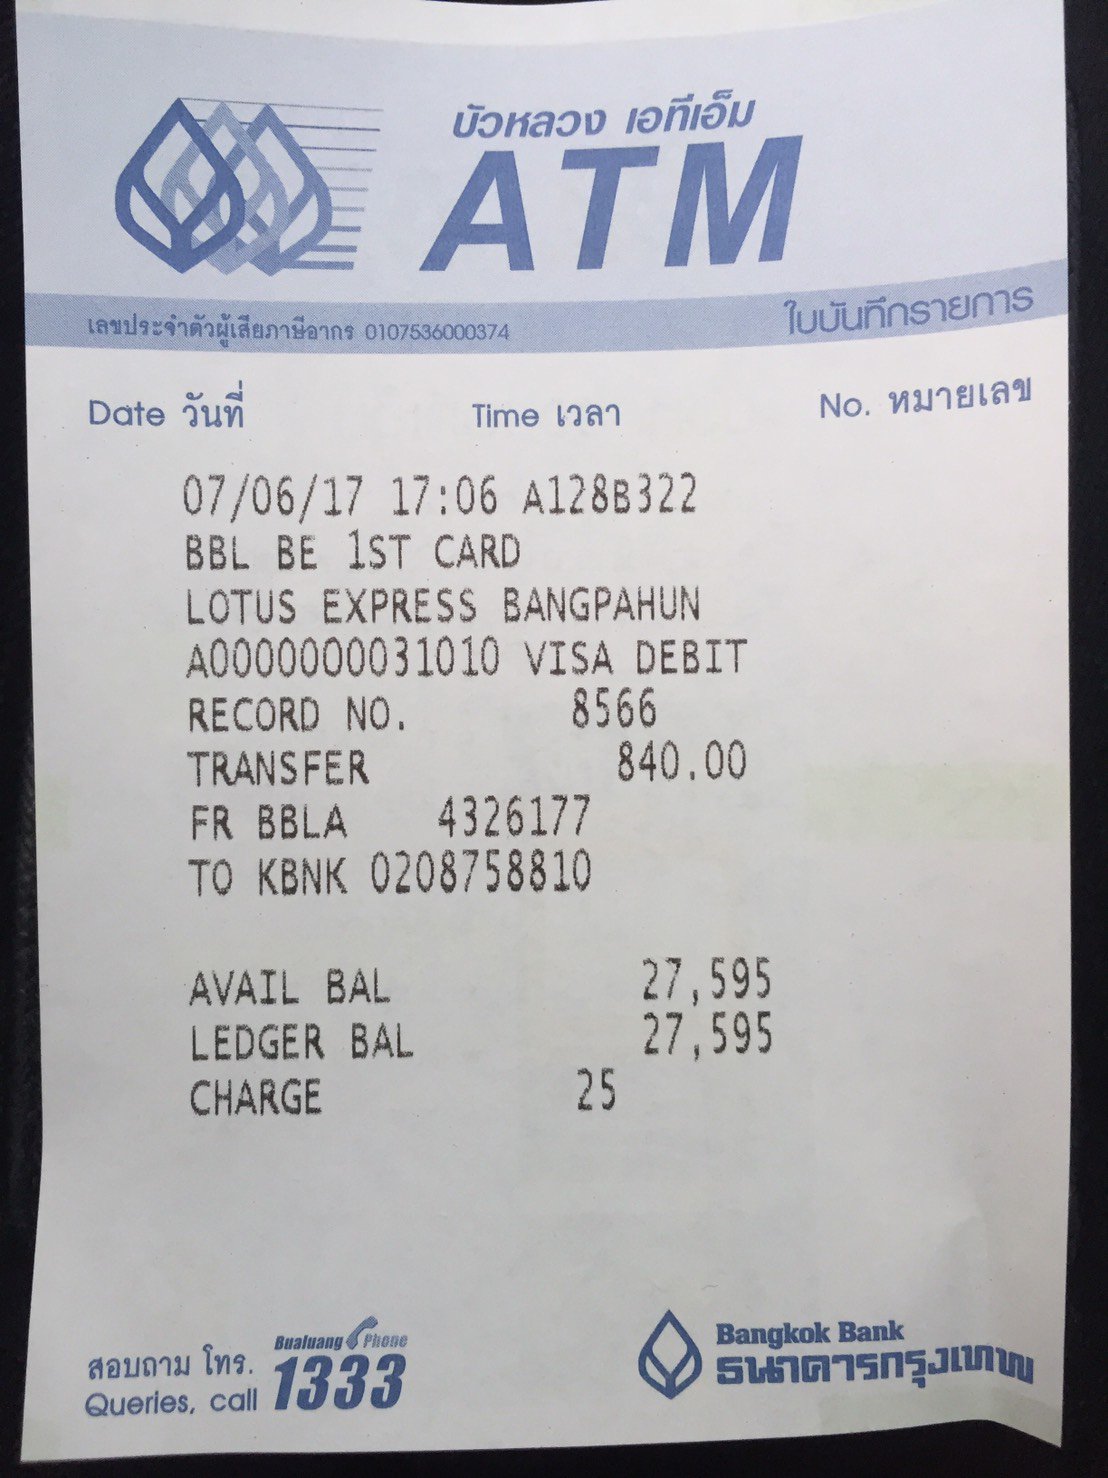 บัวหลวง เอทีเอ็ม
ATM
เลขประจำตัวผู้เสียภาษีอากร 0107536000374
ใบบันทึกรายการ
Date วันที่ Time เวลา No. หมายเลข
07/06/17 17:06 A128B322
BBL BE 1ST CARD
LOTUS EXPRESS BANGPAHUN
A0000000031010 VISA DEBIT
RECORD NO. 8566
TRANSFER 840.00
FR BBLA 4326177
TO KBNK 0208758810
AVAIL BAL 27,595
LEDGER BAL 27,595
CHARGE 25
สอบถาม โทร.
Queries, call
Bualuang Phone
1333
Bangkok Bank
ธนาคารกรุงเทพ